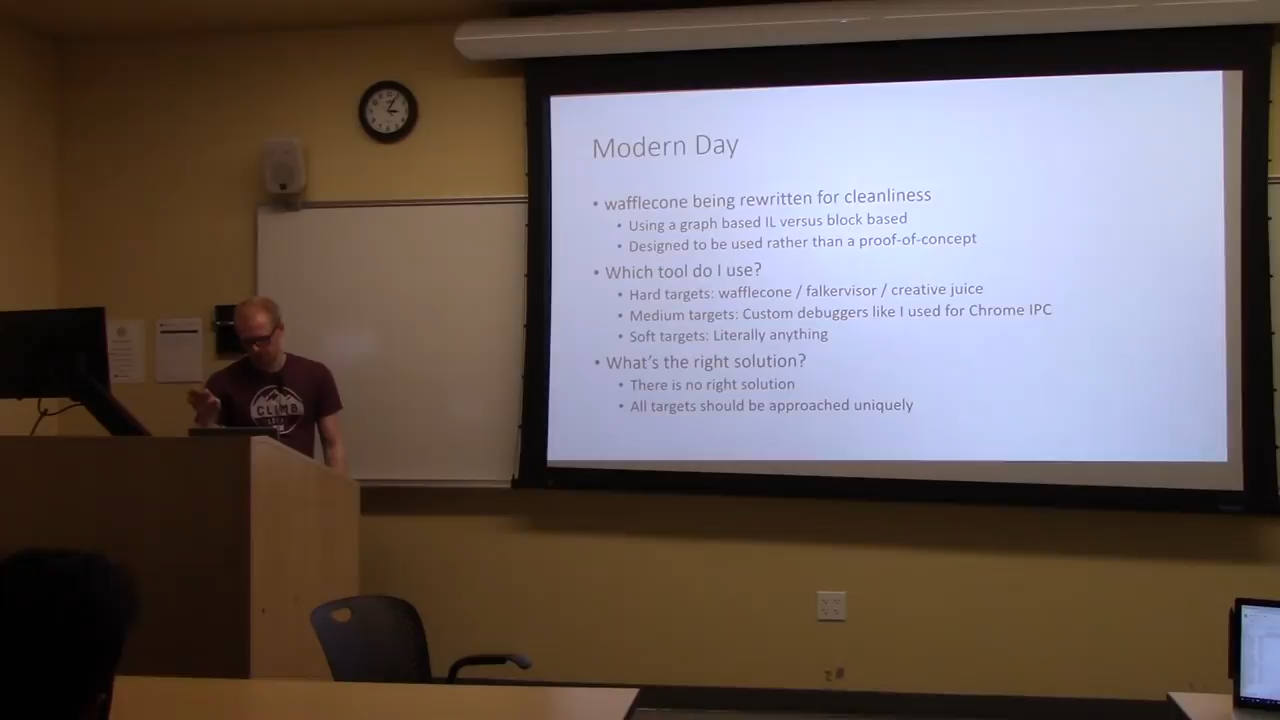 Modern Day
• wafflecone being rewritten for cleanliness
• Using a graph based IL versus block based
• Designed to be used rather than a proof-of-concept
• Which tool do I use?
• Hard targets: wafflecone / falkervisor / creative juice
• Medium targets: Custom debuggers like I used for Chrome IPC
• Soft targets: Literally anything
• What's the right solution?
• There is no right solution
• All targets should be approached uniquely
CLIMB